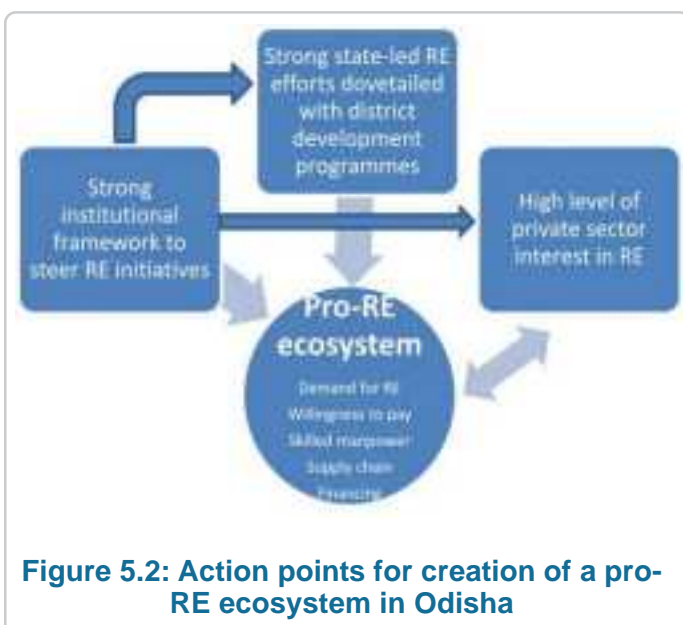 Strong state-led RE
efforts dovetailed
with district
development
programmes
Strong
institutional
framework to
steer RE initiatives
High level of
private sector
interest in RE
Pro-RE
ecosystem
Demand for RE
Willingness to pay
Skilled manpower
Supply chain
Financing
Figure 5.2: Action points for creation of a pro-
RE ecosystem in Odisha